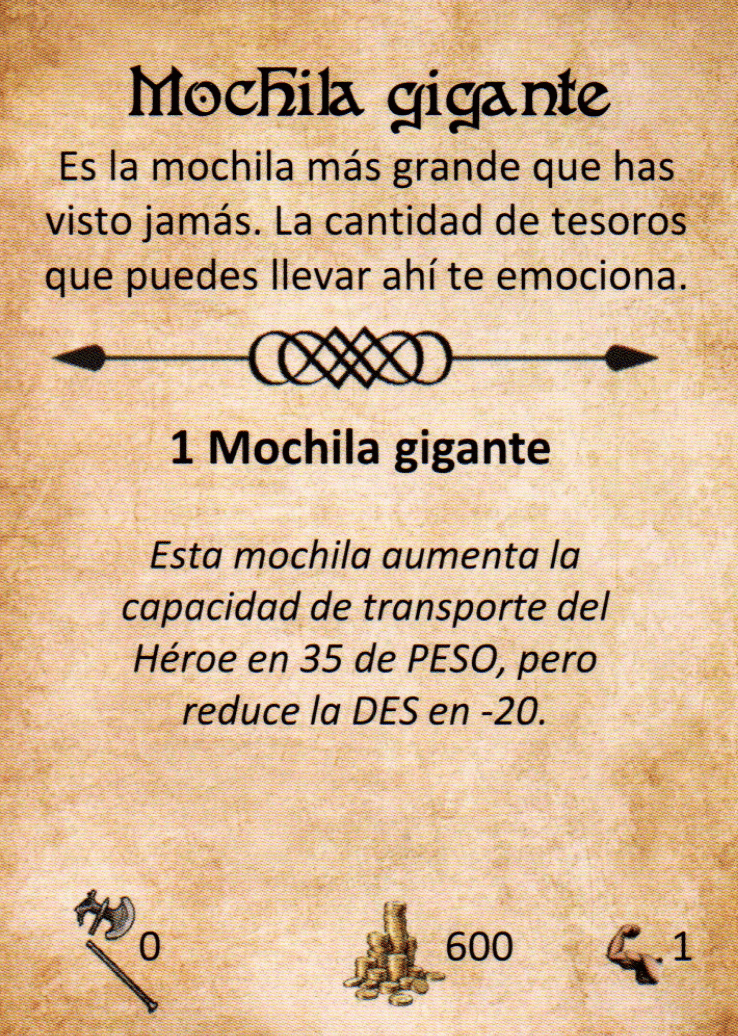 Mochila gigante
Es la mochila más grande que has
visto jamás. La cantidad de tesoros
que puedes llevar ahí te emociona.
1 Mochila gigante
Esta mochila aumenta la
capacidad de transporte del
Héroe en 35 de PESO, pero
reduce la DES en -20.
0 600 1